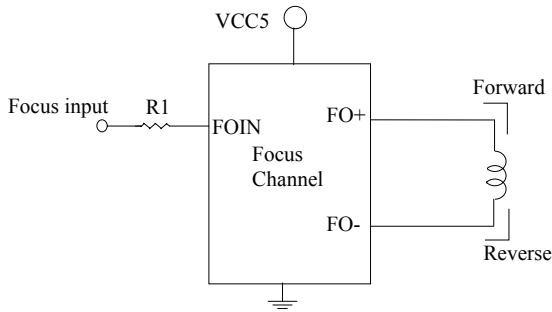 VCC5
Forward
Focus input
R1
FO+
FOIN
Focus
Channel
FO-
Reverse